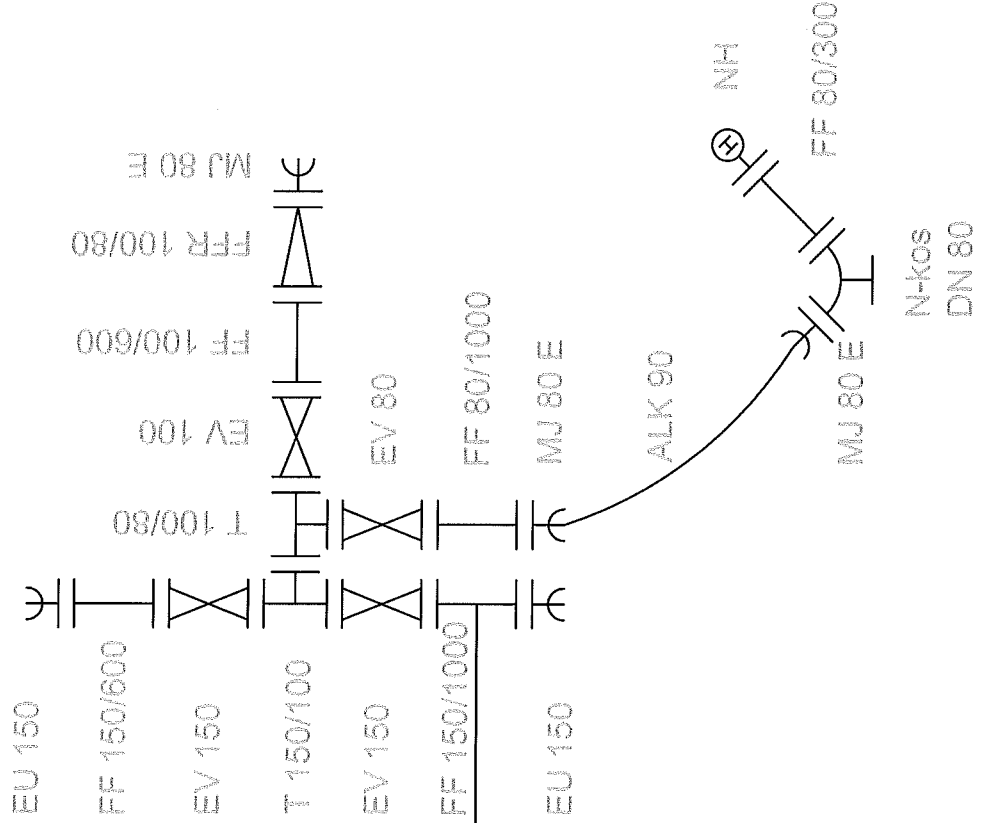 EU 150
FF 150/600
EV 150
T 150/100
EV 150
FF 150/1000
EU 150
T 100/80
EV 100
FF 100/600
FFR 100/80
MJ 80 E
EV 80
FF 80/1000
MJ 80 E
ALK 90
MJ 80 E
N-kos
DN 80
FF 80/300
NH
H